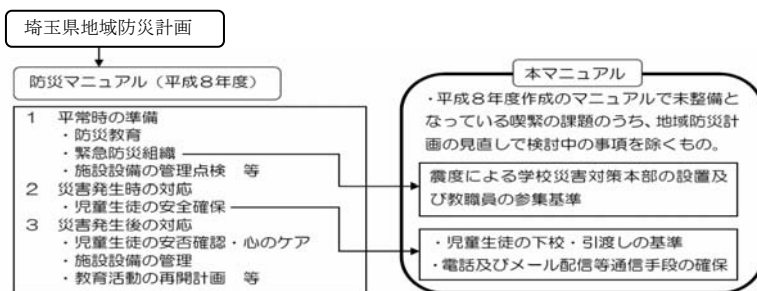 埼玉県地域防災計画
防災マニュアル（平成８年度）
１　平常時の準備
・防災教育
・緊急防災組織
・施設設備の管理点検　等
２　災害発生時の対応
・児童生徒の安全確保
３　災害発生後の対応
・児童生徒の安否確認・心のケア
・施設設備の管理
・教育活動の再開計画　等
本マニュアル
・平成８年度作成のマニュアルで未整備と
なっている喫緊の課題のうち、地域防災計
画の見直しで検討中の事項を除くもの。
震度による学校災害対策本部の設置及
び教職員の参集基準
・児童生徒の下校・引渡しの基準
・電話及びメール配信等通信手段の確保